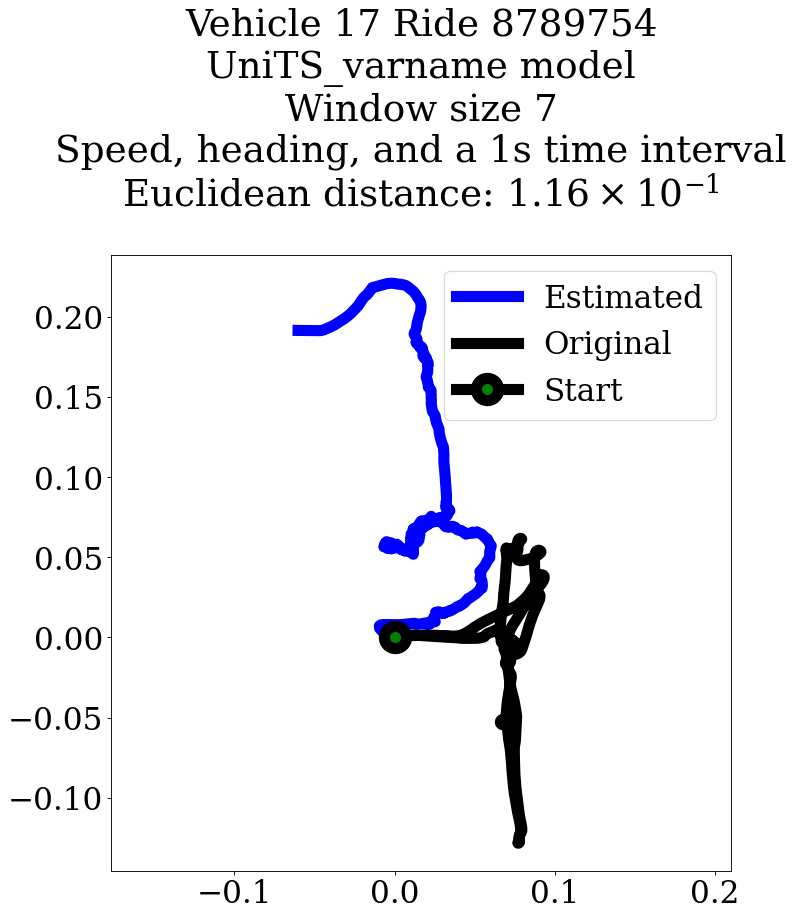 Vehicle 17 Ride 8789754
UniTS_varname model
Window size 7
Speed, heading, and a 1s time interval
Euclidean distance: 1.16 × 10⁻¹
Estimated
Original
Start
0.20
0.15
0.10
0.05
0.00
−0.05
−0.10
−0.1 0.0 0.1 0.2